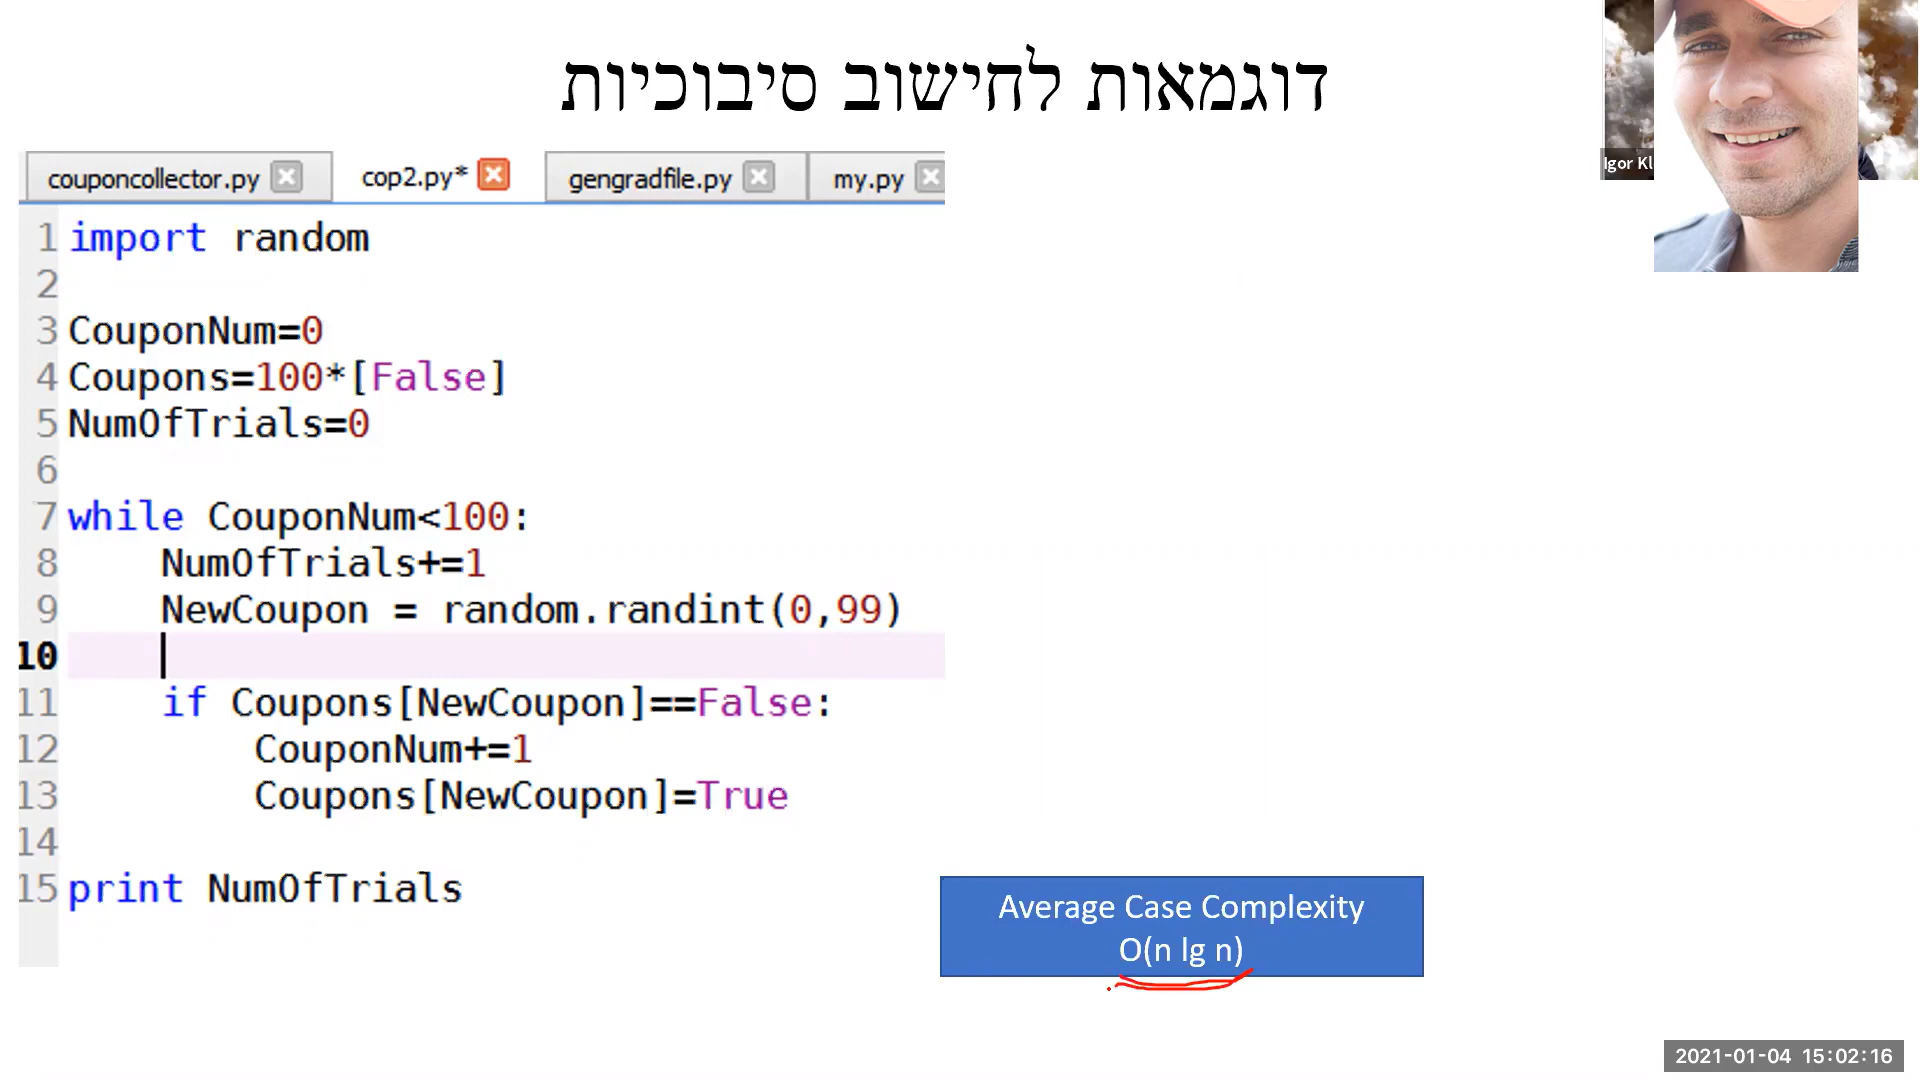 דוגמאות לחישוב סיבוכיות
Igor Kl
couponcollector.py cop2.py* gengradfile.py my.py
1 import random
2
3 CouponNum=0
4 Coupons=100*[False]
5 NumOfTrials=0
6
7 while CouponNum<100:
8 NumOfTrials+=1
9 NewCoupon = random.randint(0,99)
10
11 if Coupons[NewCoupon]==False:
12 CouponNum+=1
13 Coupons[NewCoupon]=True
14
15 print NumOfTrials
Average Case Complexity
O(n lg n)
2021-01-04 15:02:16